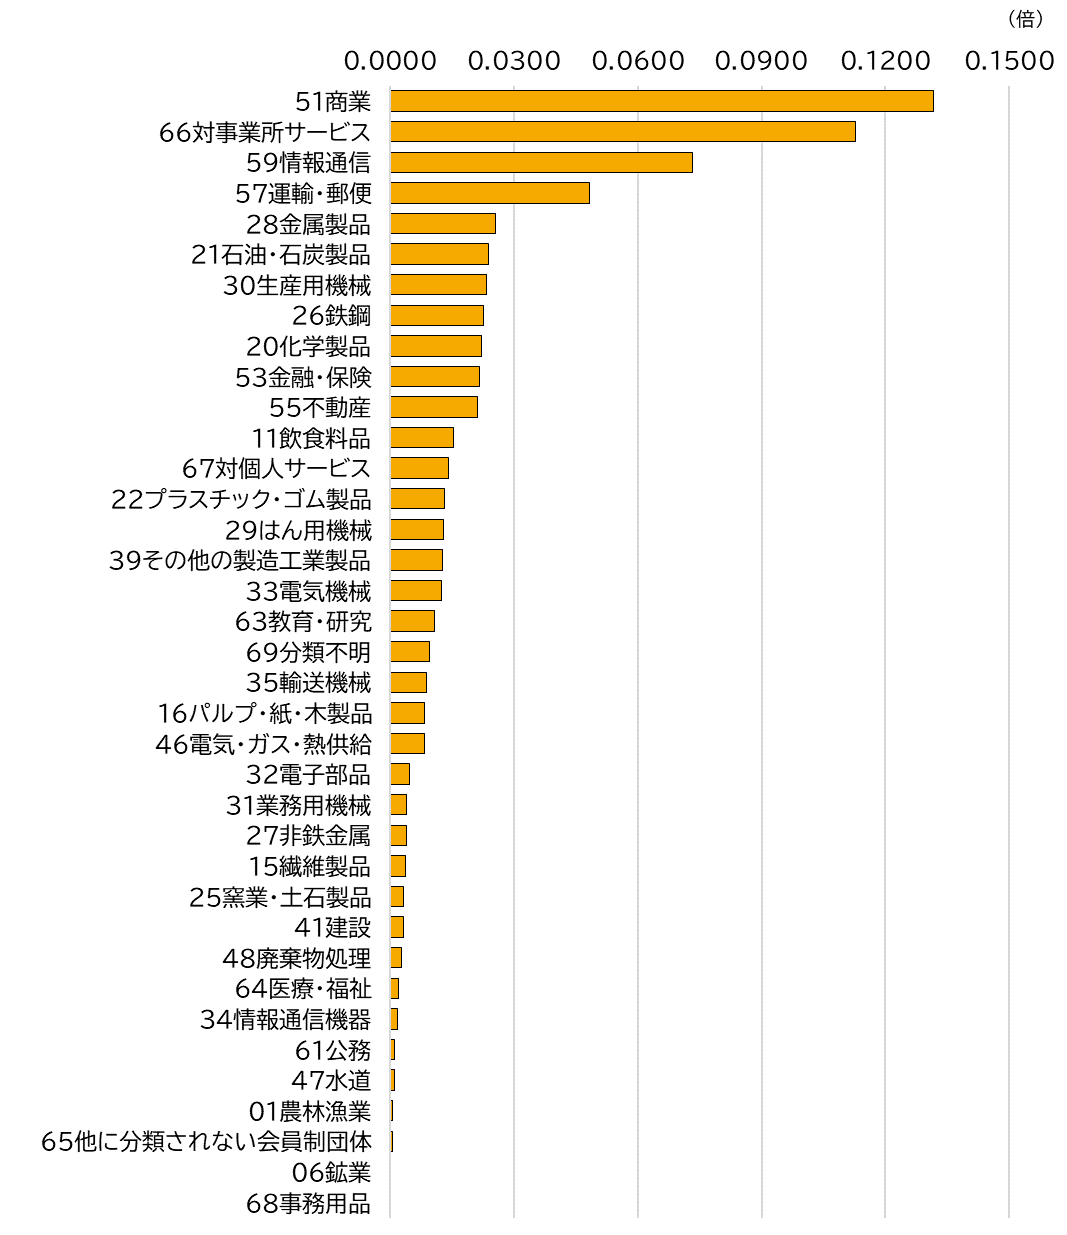 （倍）
0.0000 0.0300 0.0600 0.0900 0.1200 0.1500
51商業
66対事業所サービス
59情報通信
57運輸・郵便
28金属製品
21石油・石炭製品
30生産用機械
26鉄鋼
20化学製品
53金融・保険
55不動産
11飲食料品
67対個人サービス
22プラスチック・ゴム製品
29はん用機械
39その他の製造工業製品
33電気機械
63教育・研究
69分類不明
35輸送機械
16パルプ・紙・木製品
46電気・ガス・熱供給
32電子部品
31業務用機械
27非鉄金属
15繊維製品
25窯業・土石製品
41建設
48廃棄物処理
64医療・福祉
34情報通信機器
61公務
47水道
01農林漁業
65他に分類されない会員制団体
06鉱業
68事務用品